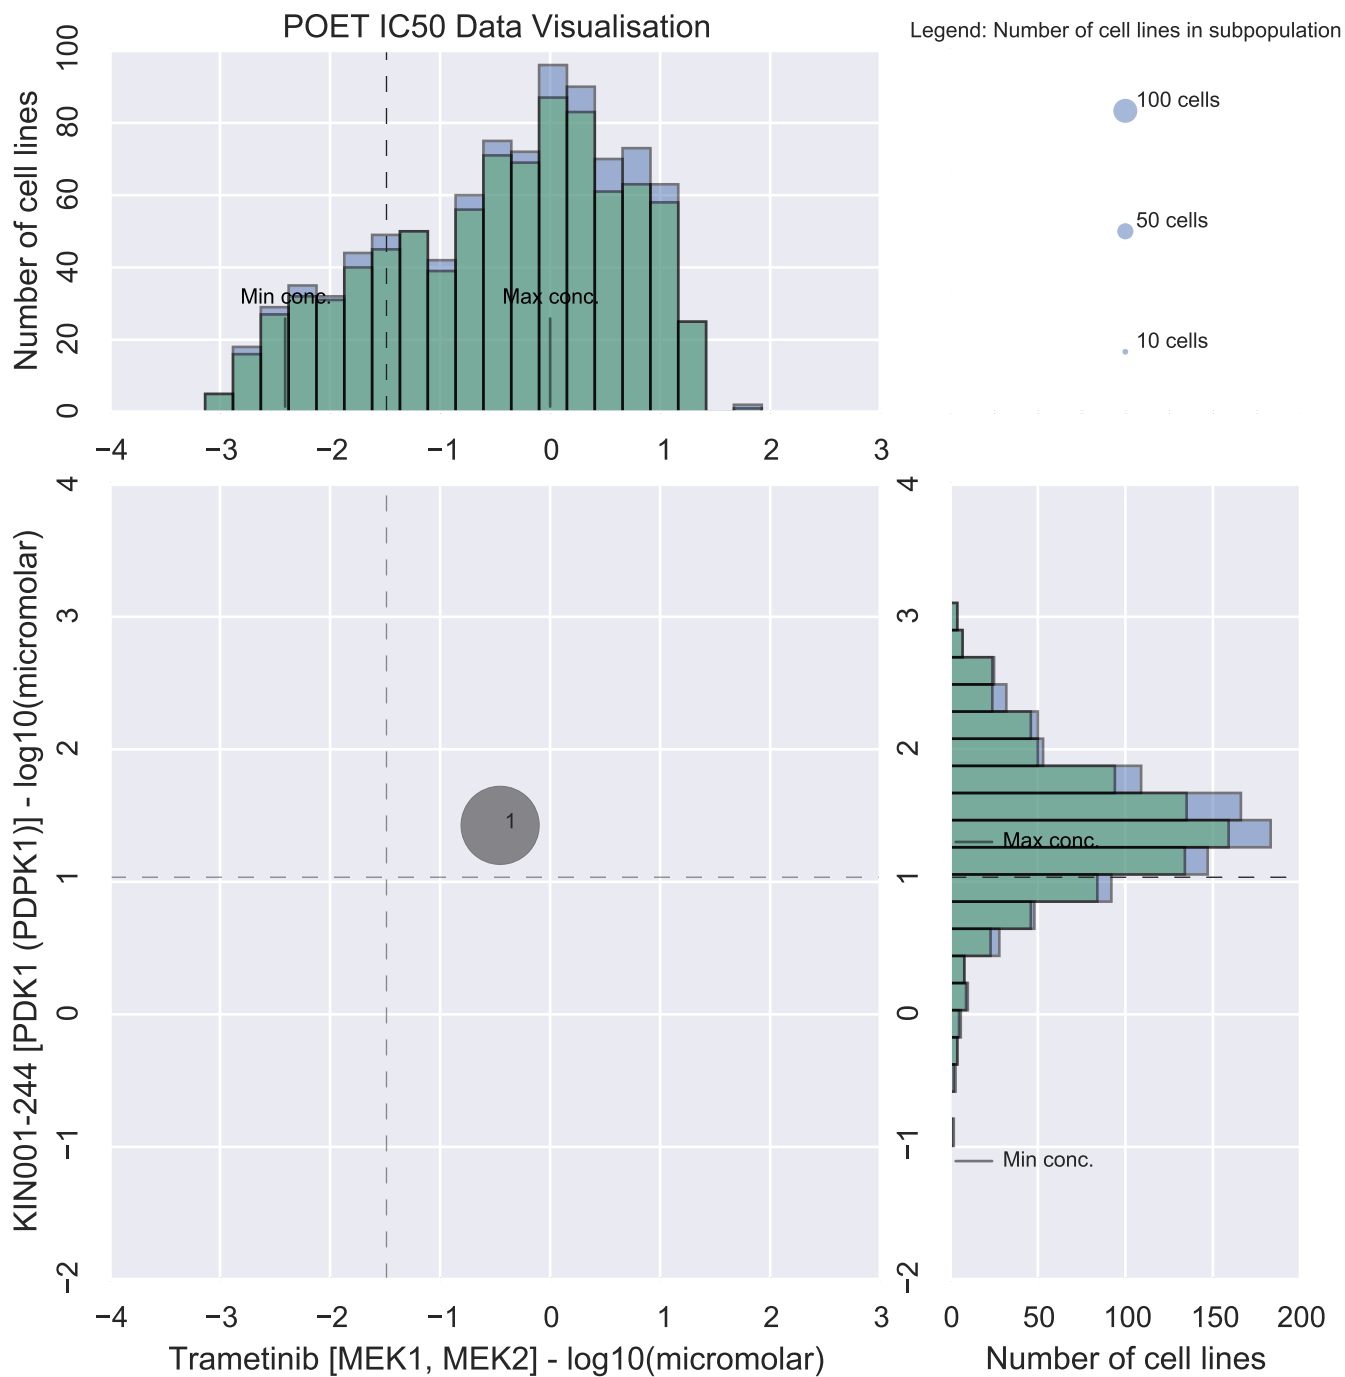 POET IC50 Data Visualisation
Legend: Number of cell lines in subpopulation
Number of cell lines
100
80
60
40
20
0
Min conc.
Max conc.
−4 −3 −2 −1 0 1 2 3
100 cells
50 cells
10 cells
KIN001-244 [PDK1 (PDPK1)] - log10(micromolar)
4
3
2
1
0
−1
−2
1
−4 −3 −2 −1 0 1 2 3
Trametinib [MEK1, MEK2] - log10(micromolar)
4
3
2
1
0
−1
−2
Max conc.
Min conc.
0 50 100 150 200
Number of cell lines